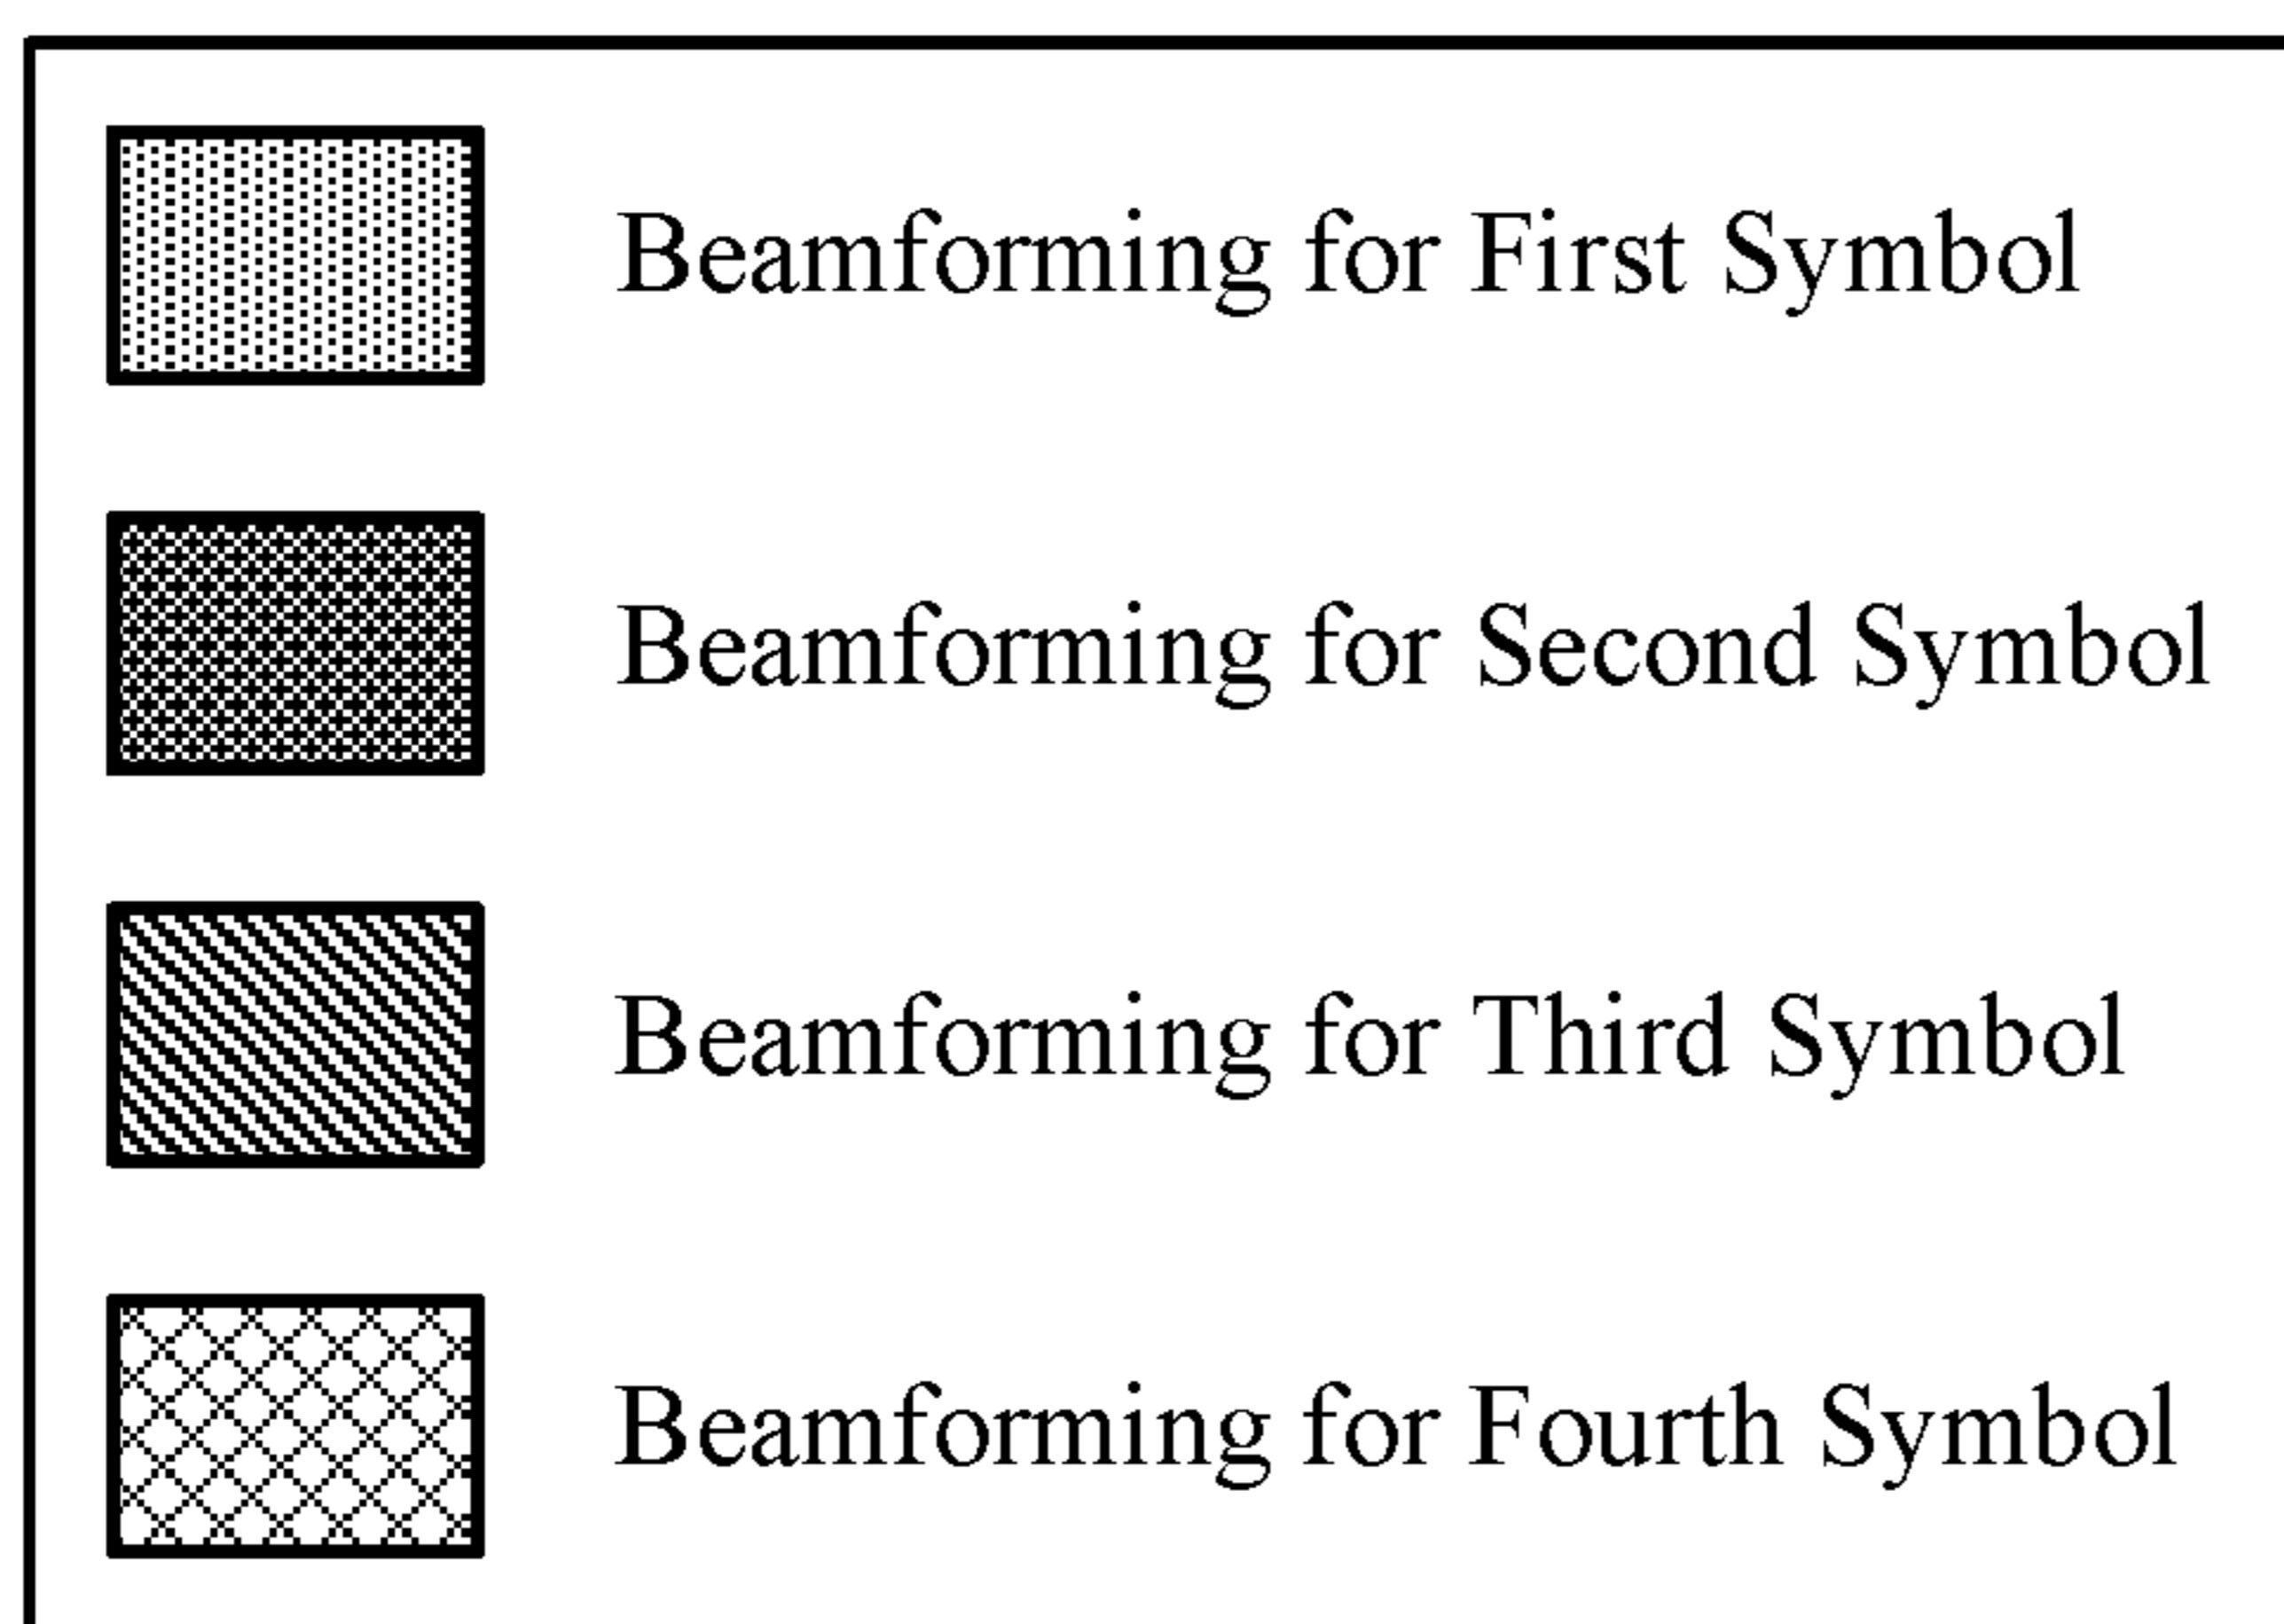 Beamforming for First Symbol
Beamforming for Second Symbol
Beamforming for Third Symbol
Beamforming for Fourth Symbol